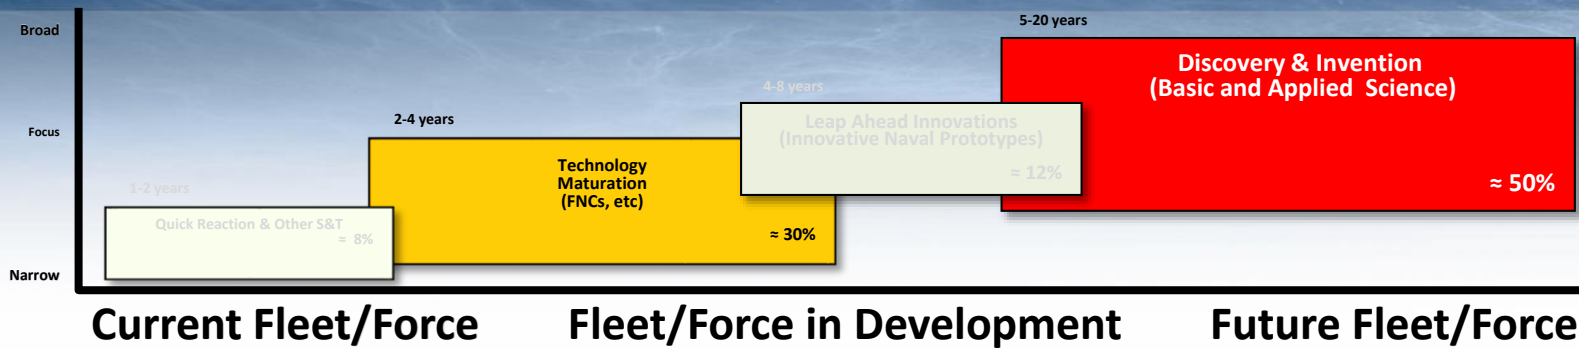 5-20 years
Broad
Discovery & Invention
(Basic and Applied Science)
4-8 years
2-4 years
Leap Ahead Innovations
(Innovative Naval Prototypes)
Focus
Technology
Maturation
(FNCs, etc)
≈ 12%
≈ 50%
1-2 years
Quick Reaction & Other S&T
≈ 8%
≈ 30%
Narrow
Current Fleet/Force
Fleet/Force in Development
Future Fleet/Force